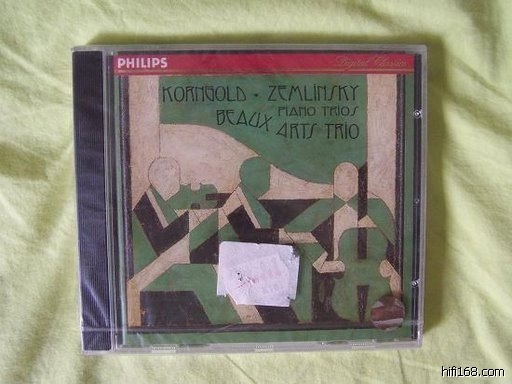 PHILIPS
Digital Classics
KORNGOLD · ZEMLINSKY
PIANO TRIOS
BEAUX ARTS TRIO
hifi168.com